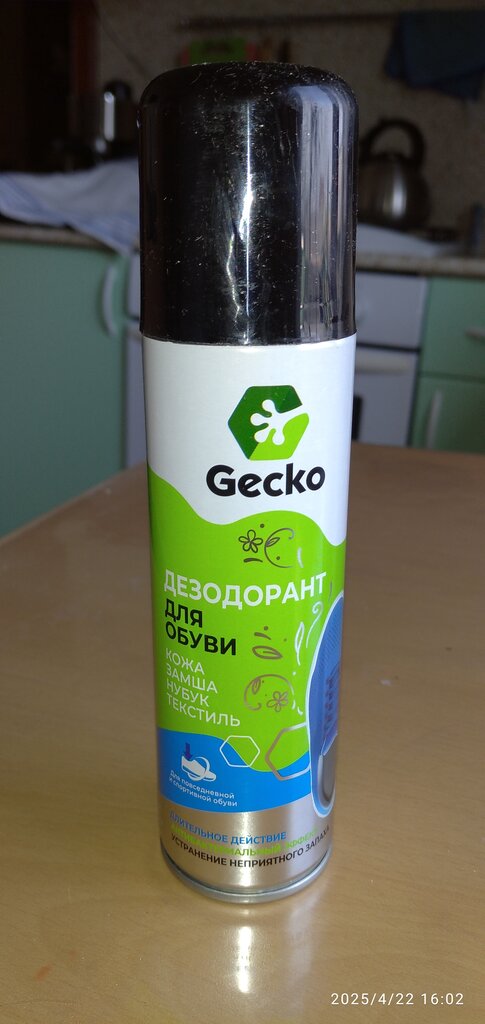 Gecko
ДЕЗОДОРАНТ
ДЛЯ
ОБУВИ
КОЖА
ЗАМША
НУБУК
ТЕКСТИЛЬ
Для повседневной
и спортивной обуви
ДЛИТЕЛЬНОЕ ДЕЙСТВИЕ
УСТРАНЕНИЕ НЕПРИЯТНОГО ЗАПАХА
2025/4/22 16:02